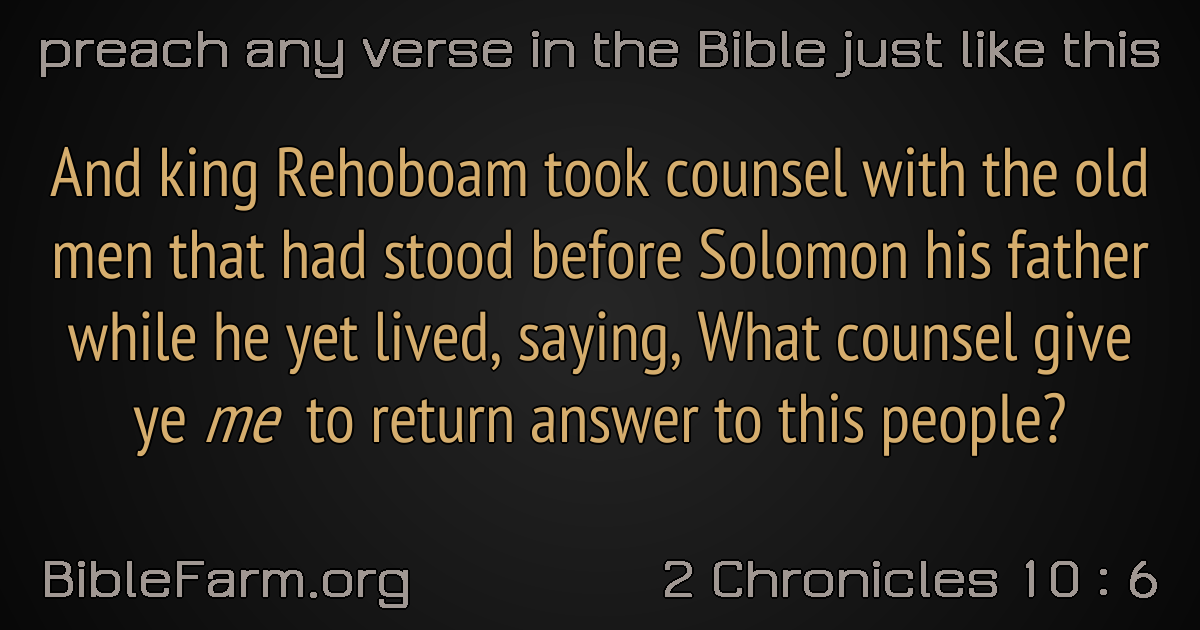 preach any verse in the Bible just like this
And king Rehoboam took counsel with the old
men that had stood before Solomon his father
while he yet lived, saying, What counsel give
ye me to return answer to this people?
BibleFarm.org 2 Chronicles 10 : 6